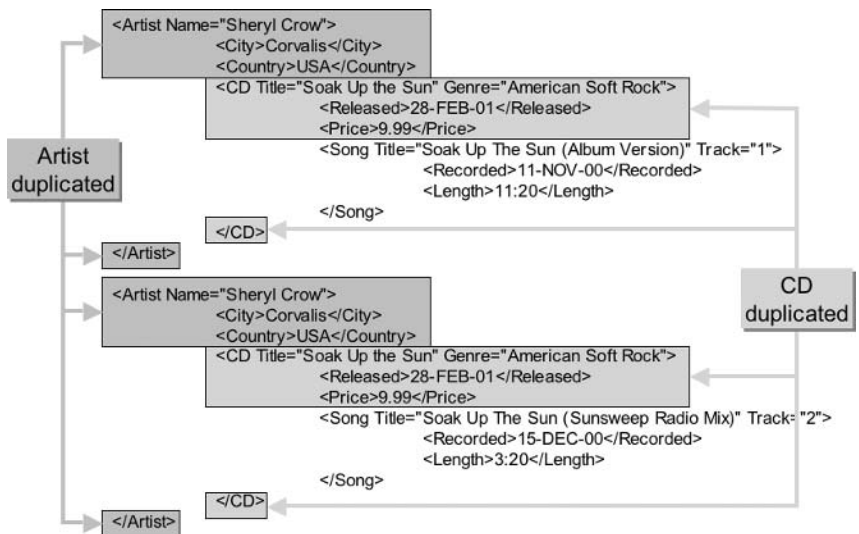 <Artist Name="Sheryl Crow">
<City>Corvalis</City>
<Country>USA</Country>
<CD Title="Soak Up the Sun" Genre="American Soft Rock">
<Released>28-FEB-01</Released>
<Price>9.99</Price>
<Song Title="Soak Up The Sun (Album Version)" Track="1">
<Recorded>11-NOV-00</Recorded>
<Length>11:20</Length>
</Song>
</CD>
</Artist>
Artist
duplicated
<Artist Name="Sheryl Crow">
<City>Corvalis</City>
<Country>USA</Country>
<CD Title="Soak Up the Sun" Genre="American Soft Rock">
<Released>28-FEB-01</Released>
<Price>9.99</Price>
<Song Title="Soak Up The Sun (Sunsweep Radio Mix)" Track="2">
<Recorded>15-DEC-00</Recorded>
<Length>3:20</Length>
</Song>
</CD>
</Artist>
CD
duplicated